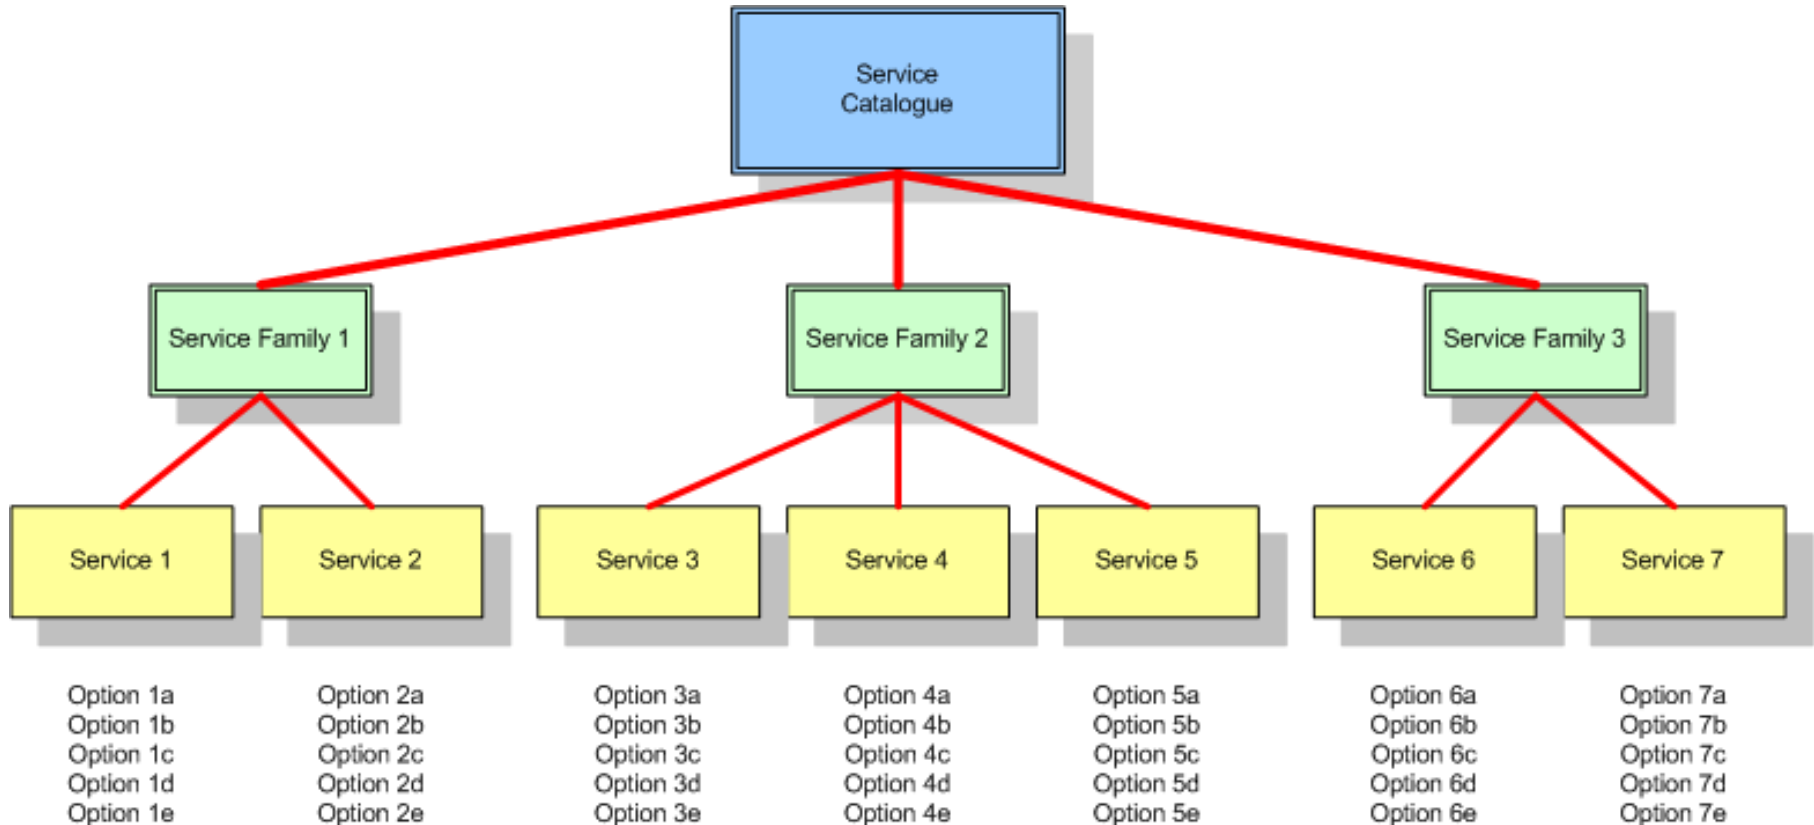 Service
Catalogue
Service Family 1
Service Family 2
Service Family 3
Service 1
Service 2
Service 3
Service 4
Service 5
Service 6
Service 7
Option 1a
Option 1b
Option 1c
Option 1d
Option 1e
Option 2a
Option 2b
Option 2c
Option 2d
Option 2e
Option 3a
Option 3b
Option 3c
Option 3d
Option 3e
Option 4a
Option 4b
Option 4c
Option 4d
Option 4e
Option 5a
Option 5b
Option 5c
Option 5d
Option 5e
Option 6a
Option 6b
Option 6c
Option 6d
Option 6e
Option 7a
Option 7b
Option 7c
Option 7d
Option 7e